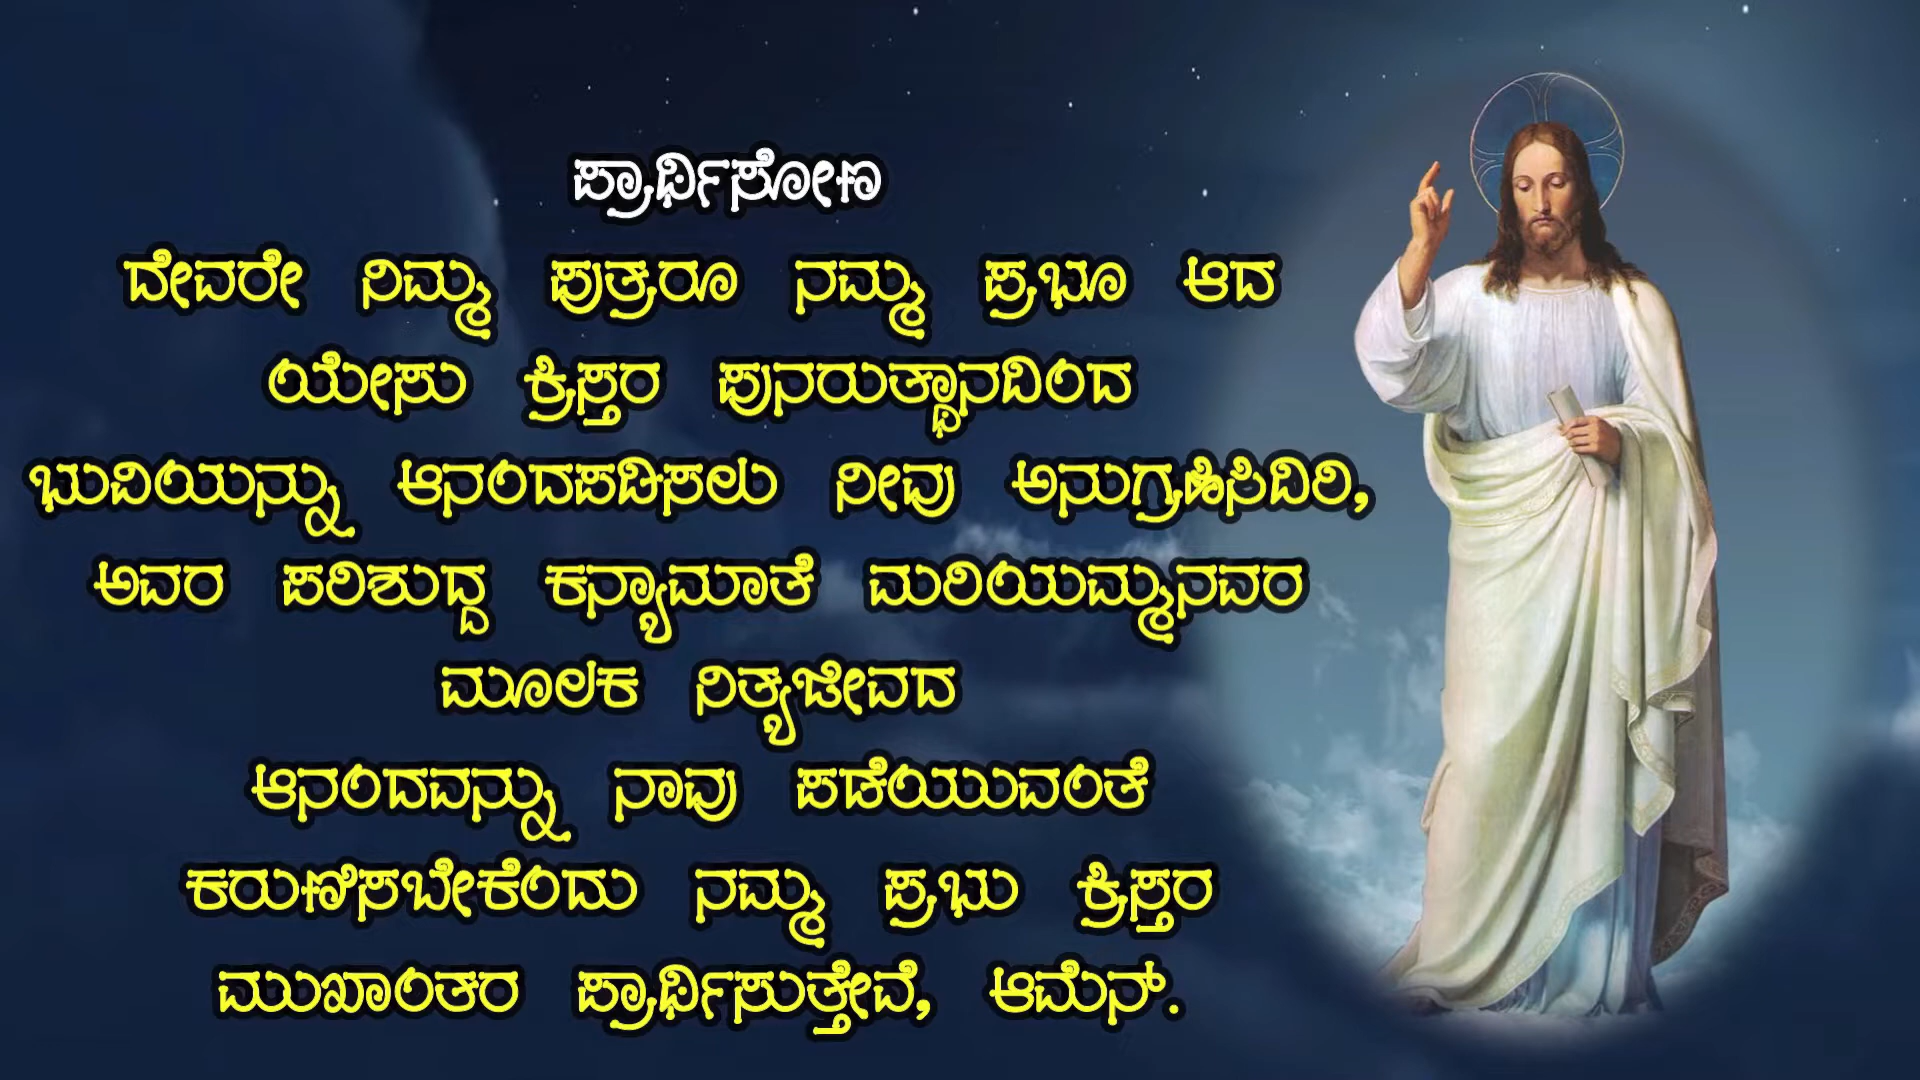 ಪ್ರಾರ್ಥಿಸೋಣ
ದೇವರೇ ನಿಮ್ಮ ಪುತ್ರರೂ ನಮ್ಮ ಪ್ರಭೂ ಆದ
ಯೇಸು ಕ್ರಿಸ್ತರ ಪುನರುತ್ಥಾನದಿಂದ
ಭುವಿಯನ್ನು ಆನಂದಪಡಿಸಲು ನೀವು ಅನುಗ್ರಹಿಸಿದಿರಿ,
ಅವರ ಪರಿಶುದ್ದ ಕನ್ಯಾಮಾತೆ ಮರಿಯಮ್ಮನವರ
ಮೂಲಕ ನಿತ್ಯಜೀವದ
ಆನಂದವನ್ನು ನಾವು ಪಡೆಯುವಂತೆ
ಕರುಣಿಸಬೇಕೆಂದು ನಮ್ಮ ಪ್ರಭು ಕ್ರಿಸ್ತರ
ಮುಖಾಂತರ ಪ್ರಾರ್ಥಿಸುತ್ತೇವೆ, ಆಮೆನ್.